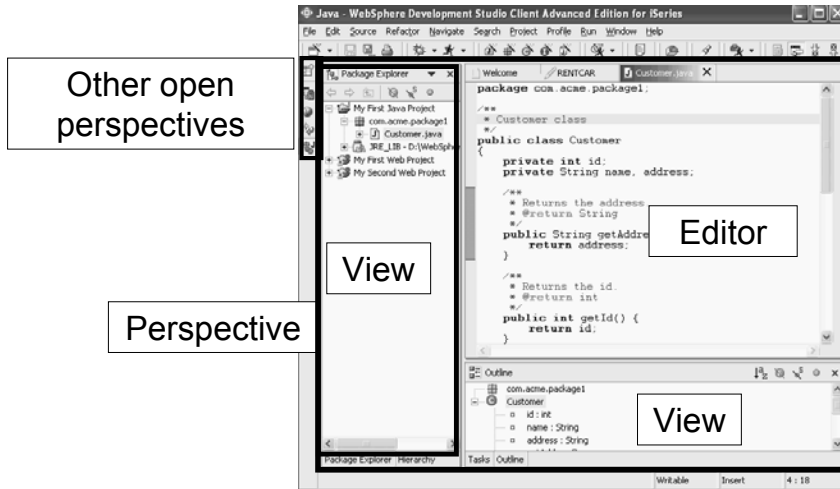 Java - WebSphere Development Studio Client Advanced Edition for iSeries
File Edit Source Refactor Navigate Search Project Profile Run Window Help
Other open
perspectives
Package Explorer
My First Java Project
com.acme.package1
Customer.java
JRE_LIB - D:\WebSphe
My First Web Project
My Second Web Project
View
Perspective
Package Explorer Hierarchy
Welcome RENTCAR Customer.java
package com.acme.package1;
/**
* Customer class
*/
public class Customer
{
private int id;
private String name, address;
/**
* Returns the address
* @return String
*/
public String getAddre
return address;
}
Editor
/**
* Returns the id.
* @return int
*/
public int getId() {
return id;
}
Outline
com.acme.package1
Customer
id : int
name : String
address : String
View
Tasks Outline
Writable Insert 4 : 18